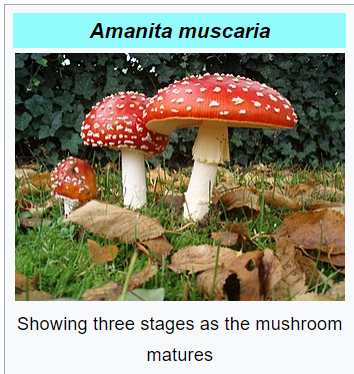 Amanita muscaria
Showing three stages as the mushroom
matures